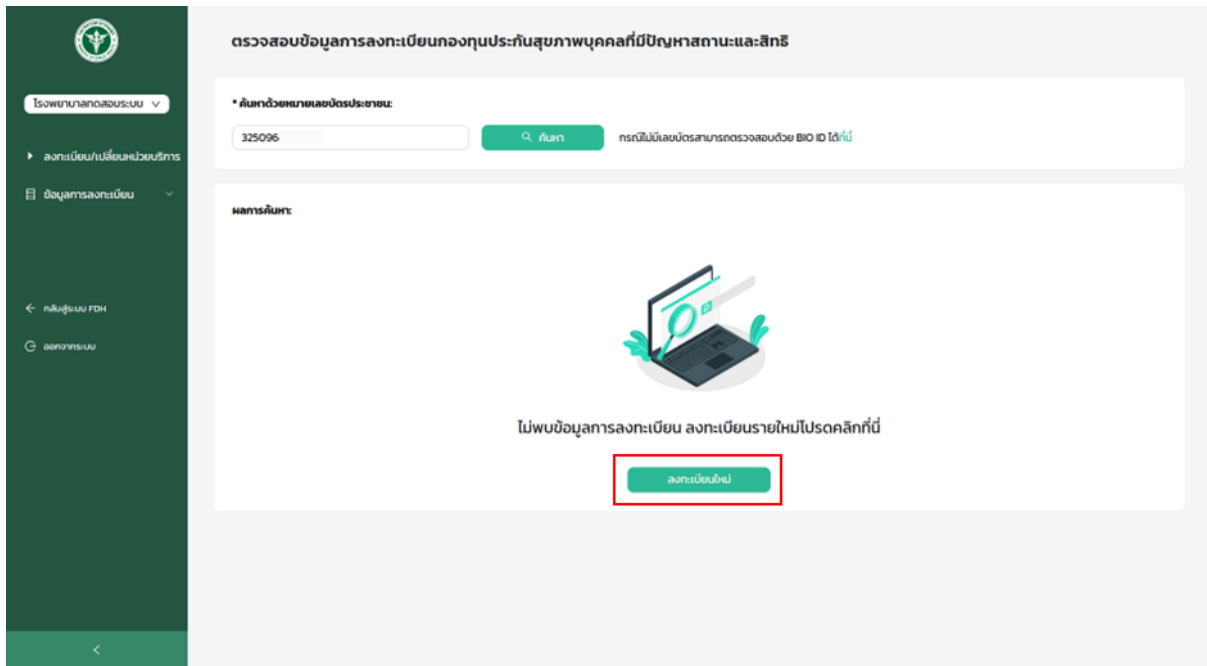 ตรวจสอบข้อมูลการลงทะเบียนกองทุนประกันสุขภาพบุคคลที่มีปัญหาสถานะและสิทธิ
โรงพยาบาลทดสอบระบบ
ลงทะเบียน/เปลี่ยนหน่วยบริการ
ข้อมูลการลงทะเบียน
กลับสู่ระบบ FDH
ออกจากระบบ
* ค้นหาด้วยหมายเลขบัตรประชาชน:
325096
ค้นหา
กรณีไม่มีเลขบัตรสามารถตรวจสอบด้วย BIO ID ได้ที่นี่
ผลการค้นหา:
ไม่พบข้อมูลการลงทะเบียน ลงทะเบียนรายใหม่โปรดคลิกที่นี่
ลงทะเบียนใหม่